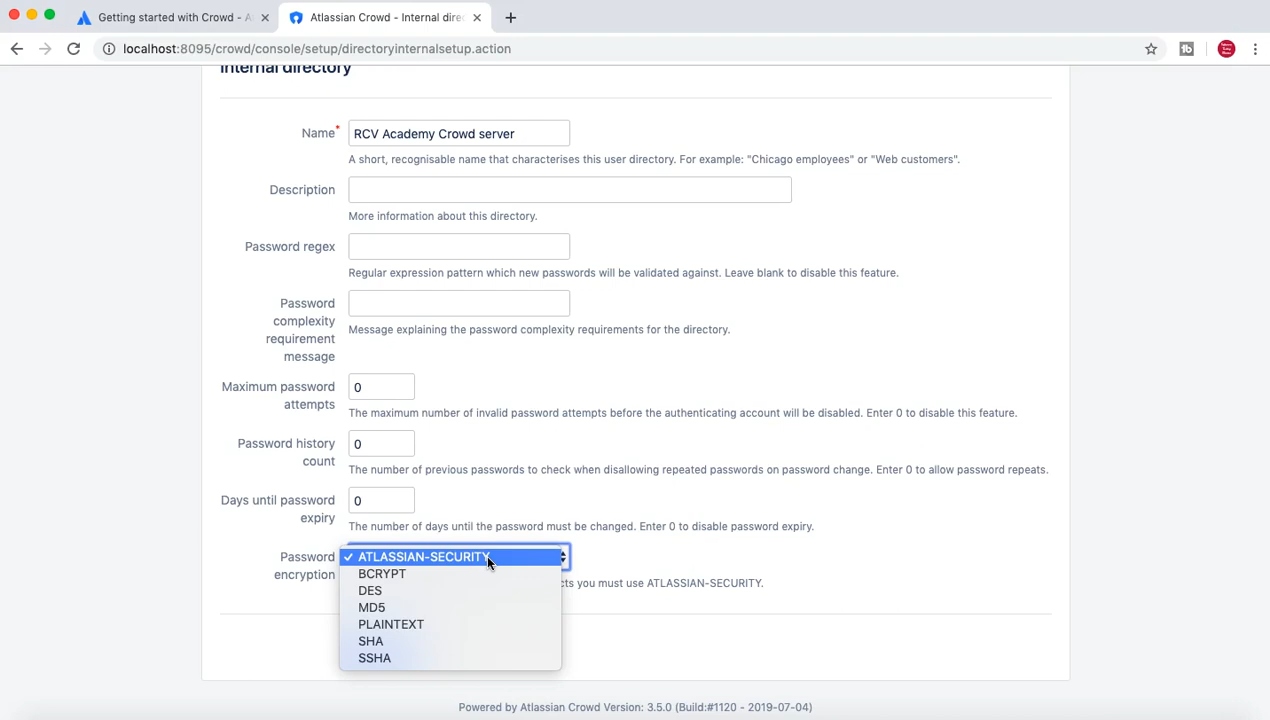 Getting started with Crowd - A
Atlassian Crowd - Internal dire
localhost:8095/crowd/console/setup/directoryinternalsetup.action
Internal directory
Name*
RCV Academy Crowd server
A short, recognisable name that characterises this user directory. For example: "Chicago employees" or "Web customers".
Description
More information about this directory.
Password regex
Regular expression pattern which new passwords will be validated against. Leave blank to disable this feature.
Password
complexity
requirement
message
Message explaining the password complexity requirements for the directory.
Maximum password
attempts
0
The maximum number of invalid password attempts before the authenticating account will be disabled. Enter 0 to disable this feature.
Password history
count
0
The number of previous passwords to check when disallowing repeated passwords on password change. Enter 0 to allow password repeats.
Days until password
expiry
0
The number of days until the password must be changed. Enter 0 to disable password expiry.
Password
encryption
✓ ATLASSIAN-SECURITY
BCRYPT
DES
MD5
PLAINTEXT
SHA
SSHA
cts you must use ATLASSIAN-SECURITY.
Powered by Atlassian Crowd Version: 3.5.0 (Build:#1120 - 2019-07-04)